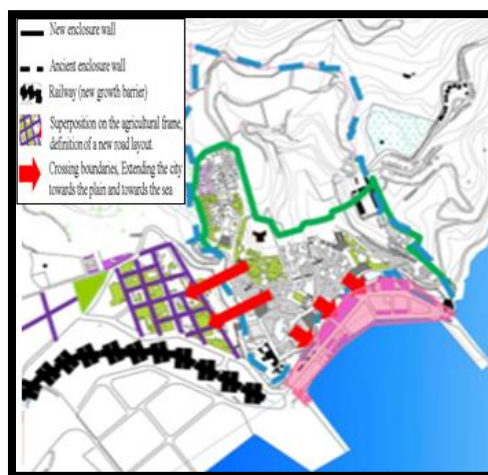 New enclosure wall
Ancient enclosure wall
Railway (new growth barrier)
Superposition on the agricultural frame,
definition of a new road layout.
Crossing boundaries, Extending the city
towards the plain and towards the sea